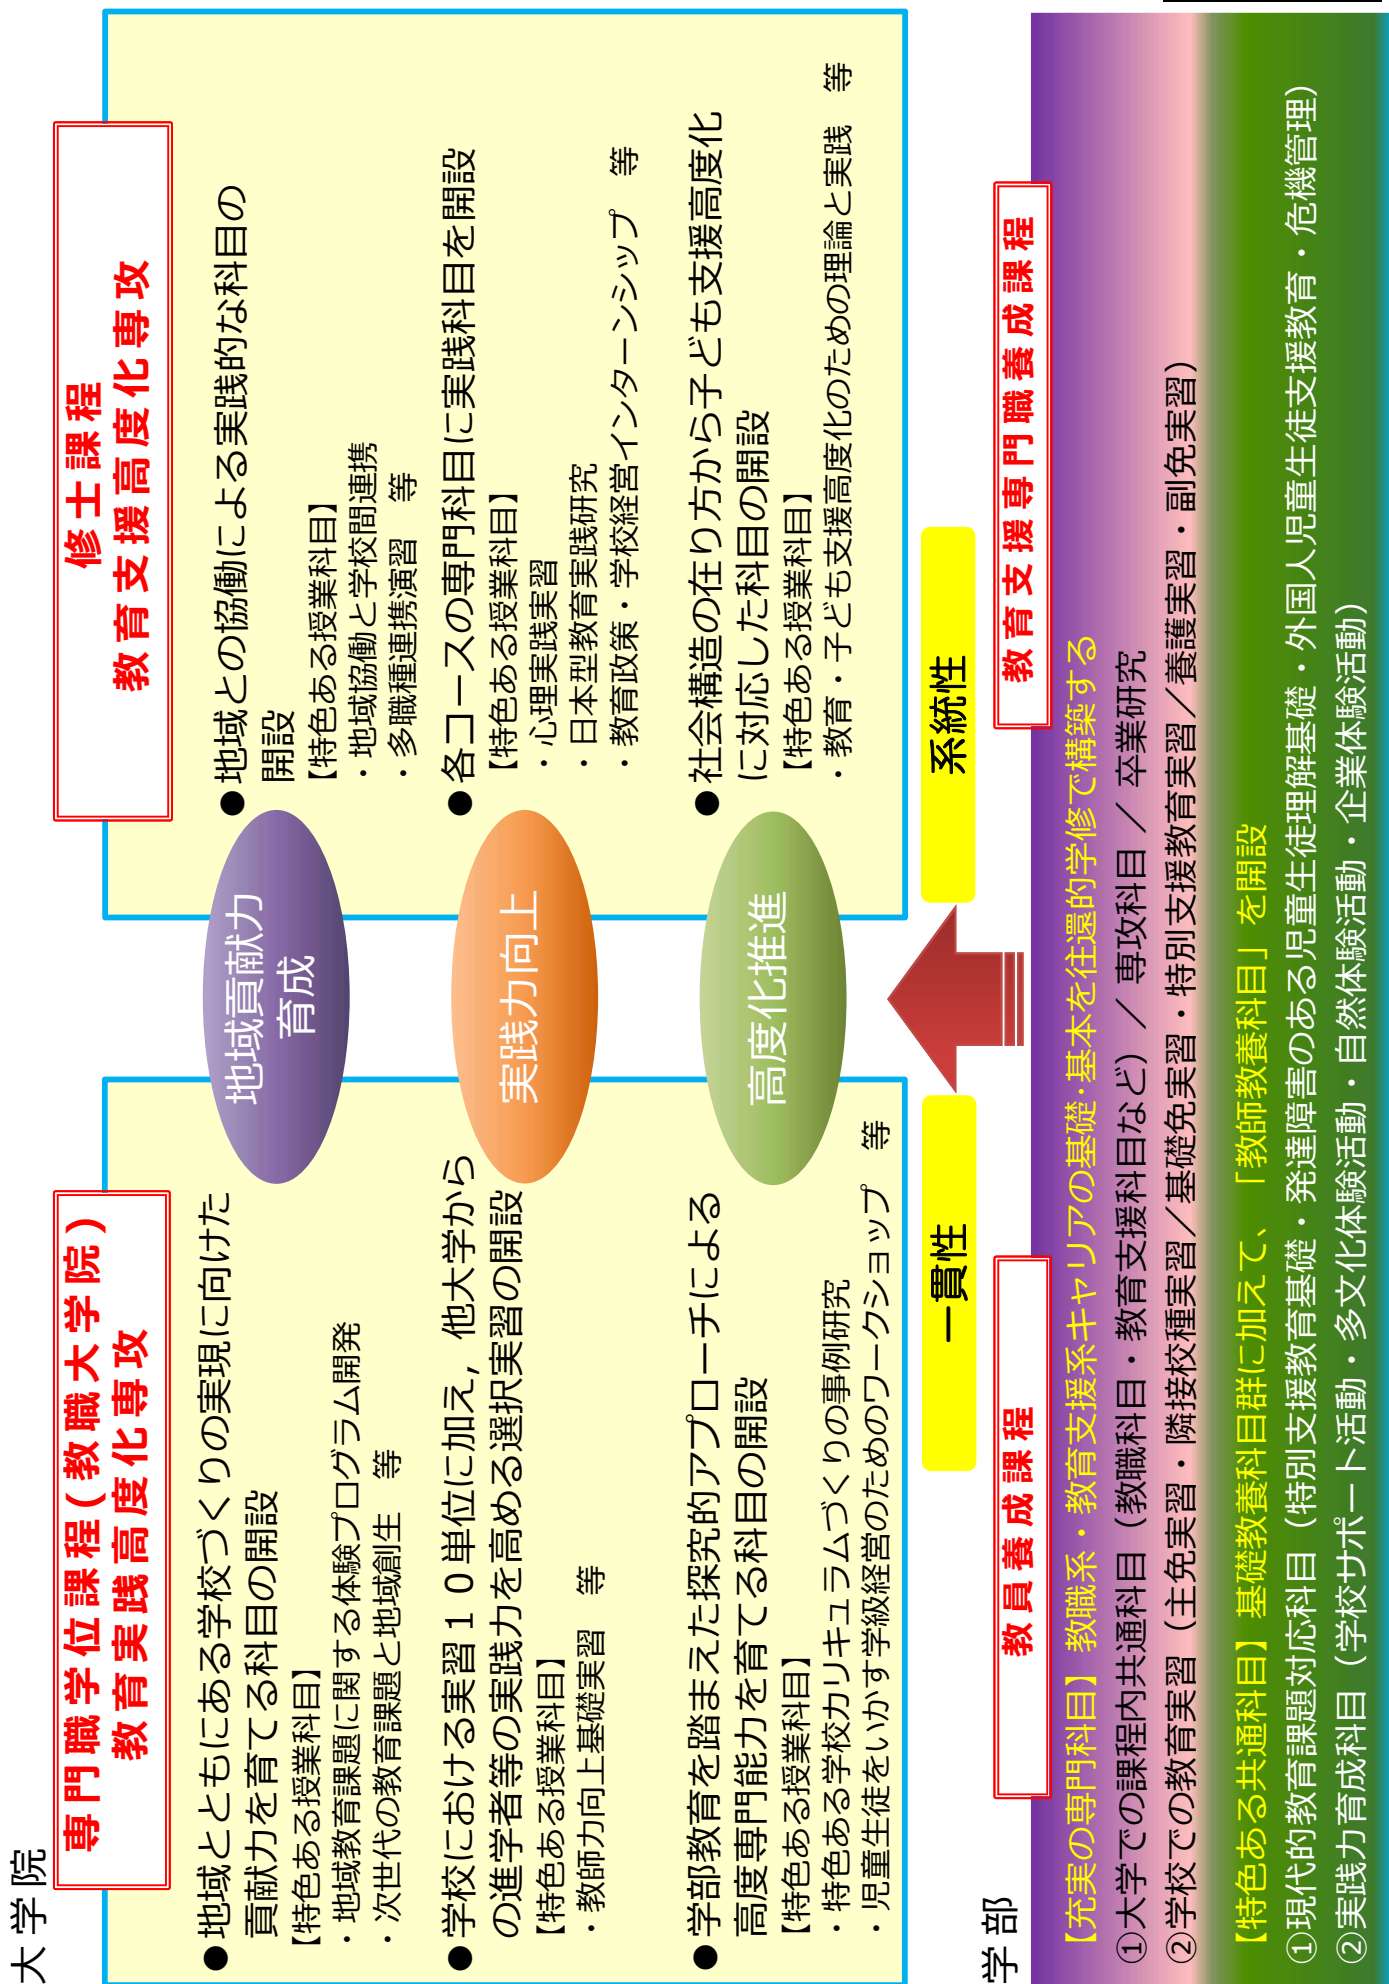 大学院
専門職学位課程(教職大学院)
教育実践高度化専攻
●地域とともにある学校づくりの実現に向けた
貢献力を育てる科目の開設
【特色ある授業科目】
・地域教育課題に関する体験プログラム開発
・次世代の教育課題と地域創生　等
●学校における実習１０単位に加え，他大学から
の進学者等の実践力を高める選択実習の開設
【特色ある授業科目】
・教師力向上基礎実習　等
●学部教育を踏まえた探究的アプローチによる
高度専門能力を育てる科目の開設
【特色ある授業科目】
・特色ある学校カリキュラムづくりの事例研究
・児童生徒をいかす学級経営のためのワークショップ　等
地域貢献力
育成
実践力向上
高度化推進
修士課程
教育支援高度化専攻
●地域との協働による実践的な科目の
開設
【特色ある授業科目】
・地域協働と学校間連携
・多職種連携演習　等
●各コースの専門科目に実践科目を開設
【特色ある授業科目】
・心理実践実習
・日本型教育実践研究
・教育政策・学校経営インターンシップ　等
●社会構造の在り方から子ども支援高度化
に対応した科目の開設
【特色ある授業科目】
・教育・子ども支援高度化のための理論と実践　等
一貫性
系統性
学部
教員養成課程
教育支援専門職養成課程
【充実の専門科目】教職系・教育支援系キャリアの基礎･基本を往還的学修で構築する
①大学での課程内共通科目（教職科目・教育支援科目など）／専攻科目／卒業研究
②学校での教育実習（主免実習・隣接校種実習／基礎免実習・特別支援教育実習／養護実習・副免実習）
【特色ある共通科目】基礎教養科目群に加えて、「教師教養科目」を開設
①現代的教育課題対応科目（特別支援教育基礎・発達障害のある児童生徒理解基礎・外国人児童生徒支援教育・危機管理）
②実践力育成科目（学校サポート活動・多文化体験活動・自然体験活動・企業体験活動）